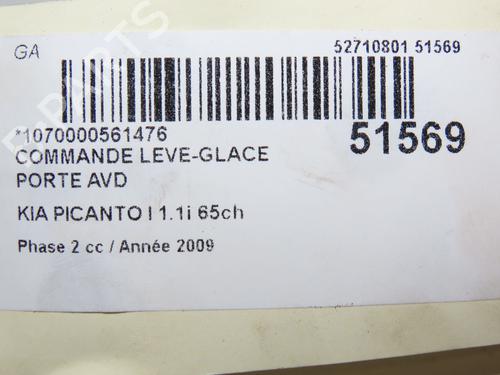 GA
52710801 51569
*1070000561476
51569
COMMANDE LEVE-GLACE
PORTE AVD
KIA PICANTO I 1.1i 65ch
Phase 2 cc / Année 2009